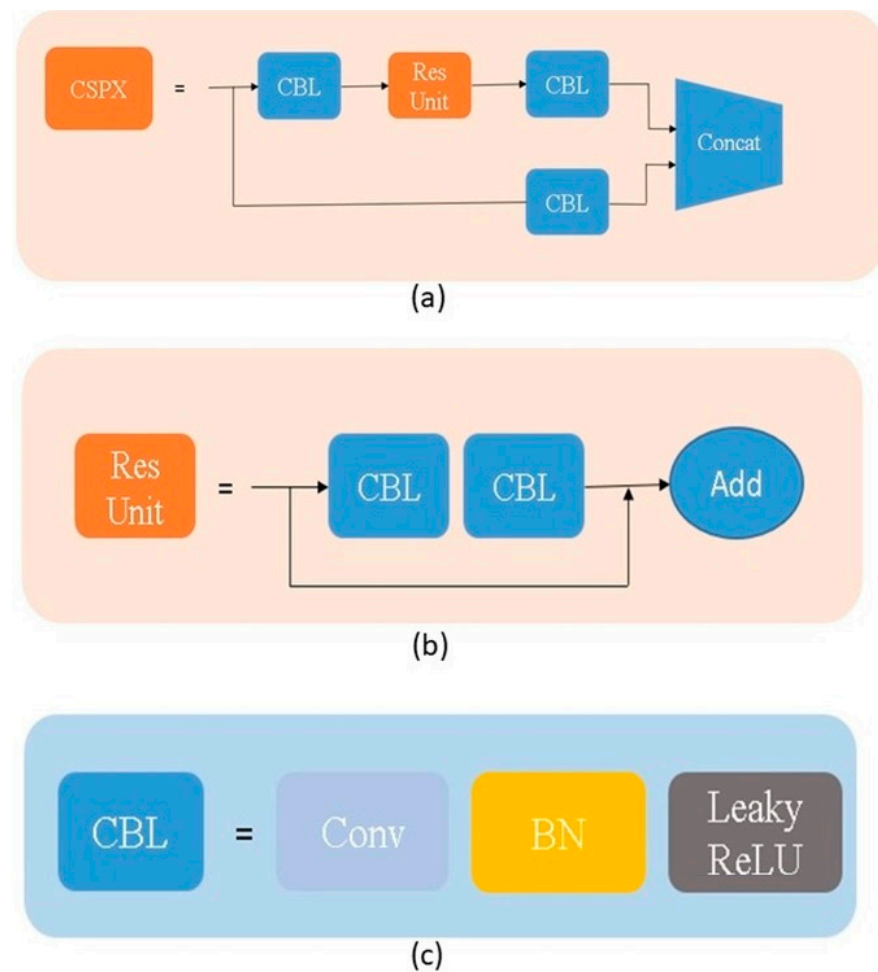 CSPX
=
CBL
Res
Unit
CBL
Concat
CBL
(a)
Res
Unit
=
CBL
CBL
Add
(b)
CBL
=
Conv
BN
Leaky
ReLU
(c)